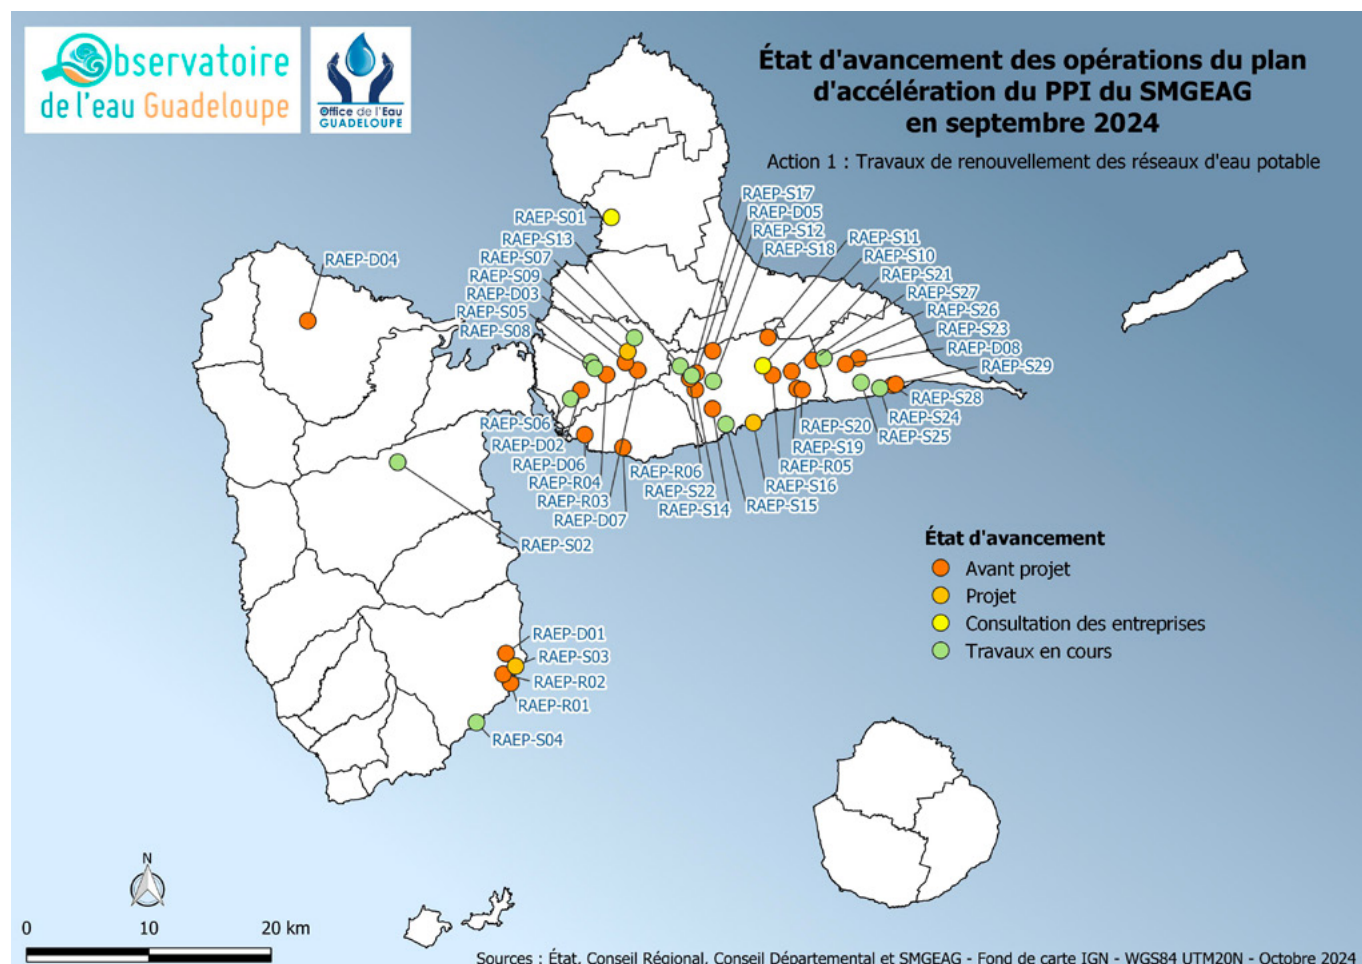 Observatoire
de l'eau Guadeloupe
Office de l'Eau
GUADELOUPE
État d'avancement des opérations du plan
d'accélération du PPI du SMGEAG
en septembre 2024
Action 1 : Travaux de renouvellement des réseaux d'eau potable
RAEP-S17
RAEP-D05
RAEP-S12
RAEP-S18
RAEP-S01
RAEP-S13
RAEP-S07
RAEP-S09
RAEP-D03
RAEP-S05
RAEP-S08
RAEP-D04
RAEP-S11
RAEP-S10
RAEP-S21
RAEP-S27
RAEP-S26
RAEP-S23
RAEP-D08
RAEP-S29
RAEP-S28
RAEP-S24
RAEP-S25
RAEP-S20
RAEP-S19
RAEP-R05
RAEP-S16
RAEP-S15
RAEP-S06
RAEP-D02
RAEP-D06
RAEP-R04
RAEP-R03
RAEP-D07
RAEP-R06
RAEP-S22
RAEP-S14
RAEP-S02
État d'avancement
Avant projet
Projet
Consultation des entreprises
Travaux en cours
RAEP-D01
RAEP-S03
RAEP-R02
RAEP-R01
RAEP-S04
N
0 10 20 km
Sources : État, Conseil Régional, Conseil Départemental et SMGEAG - Fond de carte IGN - WGS84 UTM20N - Octobre 2024